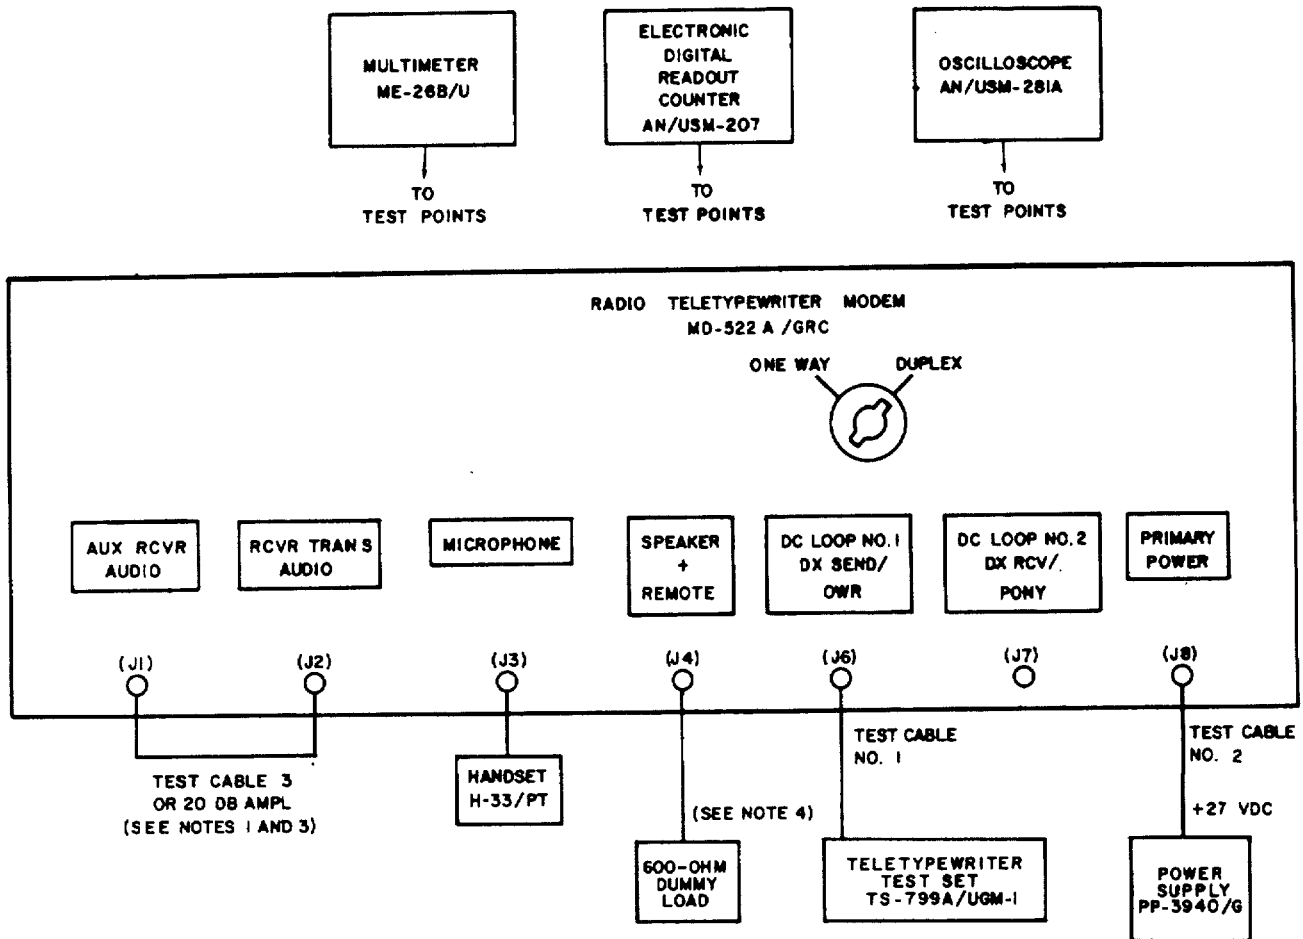 MULTIMETER
ME-26B/U
ELECTRONIC
DIGITAL
READOUT
COUNTER
AN/USM-207
OSCILLOSCOPE
AN/USM-281A
TO
TEST POINTS
TO
TEST POINTS
TO
TEST POINTS
RADIO TELETYPEWRITER MODEM
MD-522 A /GRC
ONE WAY
DUPLEX
AUX RCVR
AUDIO
RCVR TRANS
AUDIO
MICROPHONE
SPEAKER
+
REMOTE
DC LOOP NO. 1
DX SEND/
OWR
DC LOOP NO. 2
DX RCV/
PONY
PRIMARY
POWER
(J1)
(J2)
(J3)
(J4)
(J6)
(J7)
(J8)
TEST CABLE 3
OR 20 DB AMPL
(SEE NOTES 1 AND 3)
HANDSET
H-33/PT
(SEE NOTE 4)
600-OHM
DUMMY
LOAD
TEST CABLE
NO. 1
TELETYPEWRITER
TEST SET
TS-799A/UGM-1
TEST CABLE
NO. 2
+27 VDC
POWER
SUPPLY
PP-3940/G